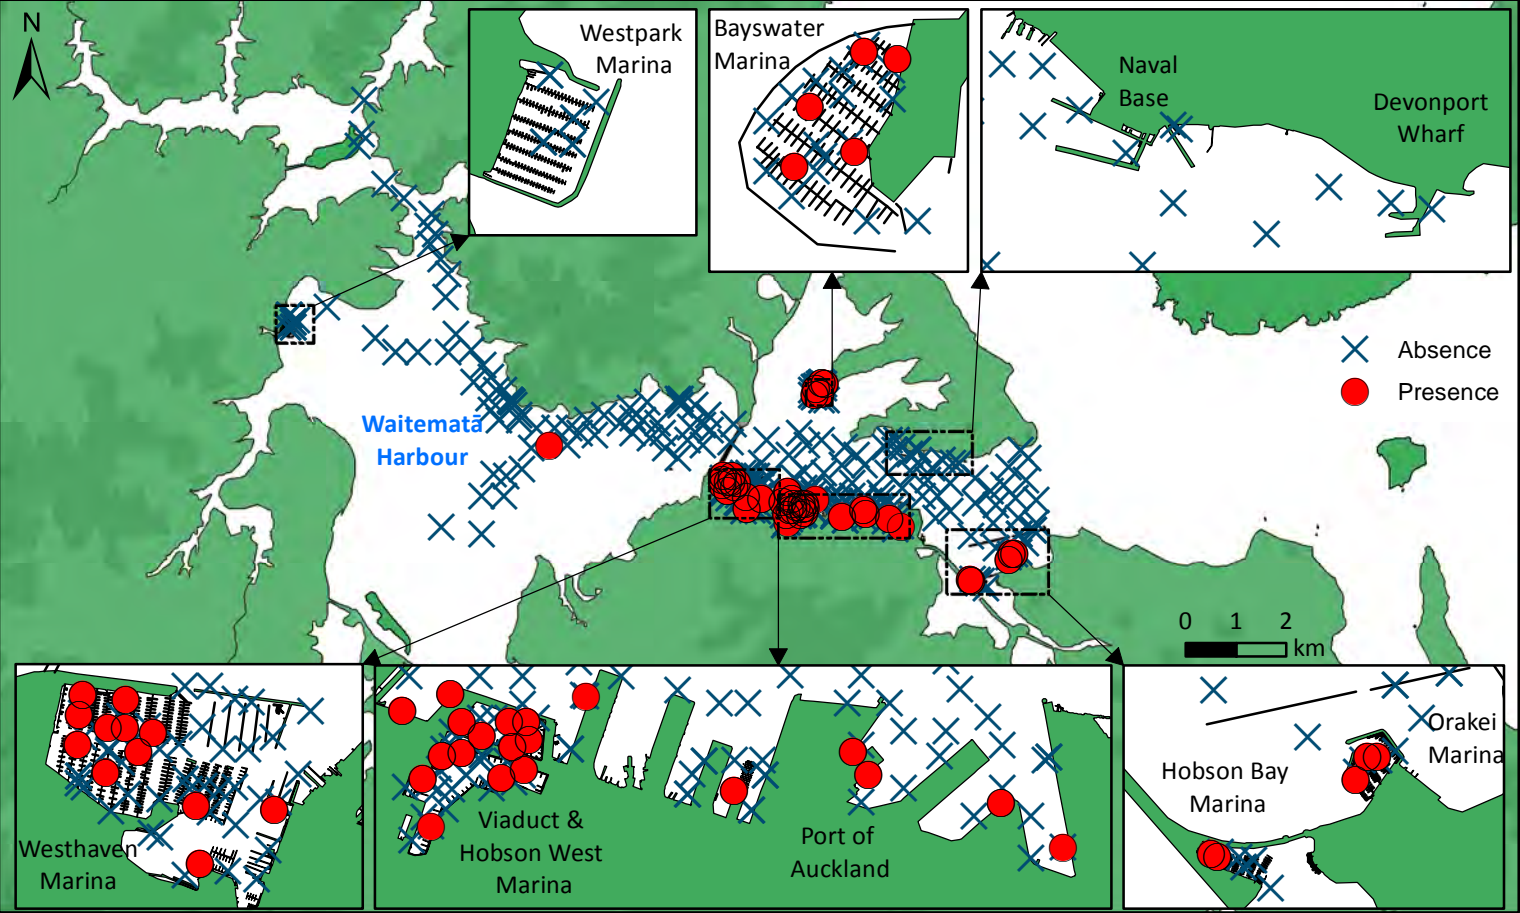 N
Westpark
Marina
Bayswater
Marina
Naval
Base
Devonport
Wharf
Absence
Presence
Waitematā
Harbour
0 1 2
km
Westhaven
Marina
Viaduct &
Hobson West
Marina
Port of
Auckland
Hobson Bay
Marina
Orakei
Marina